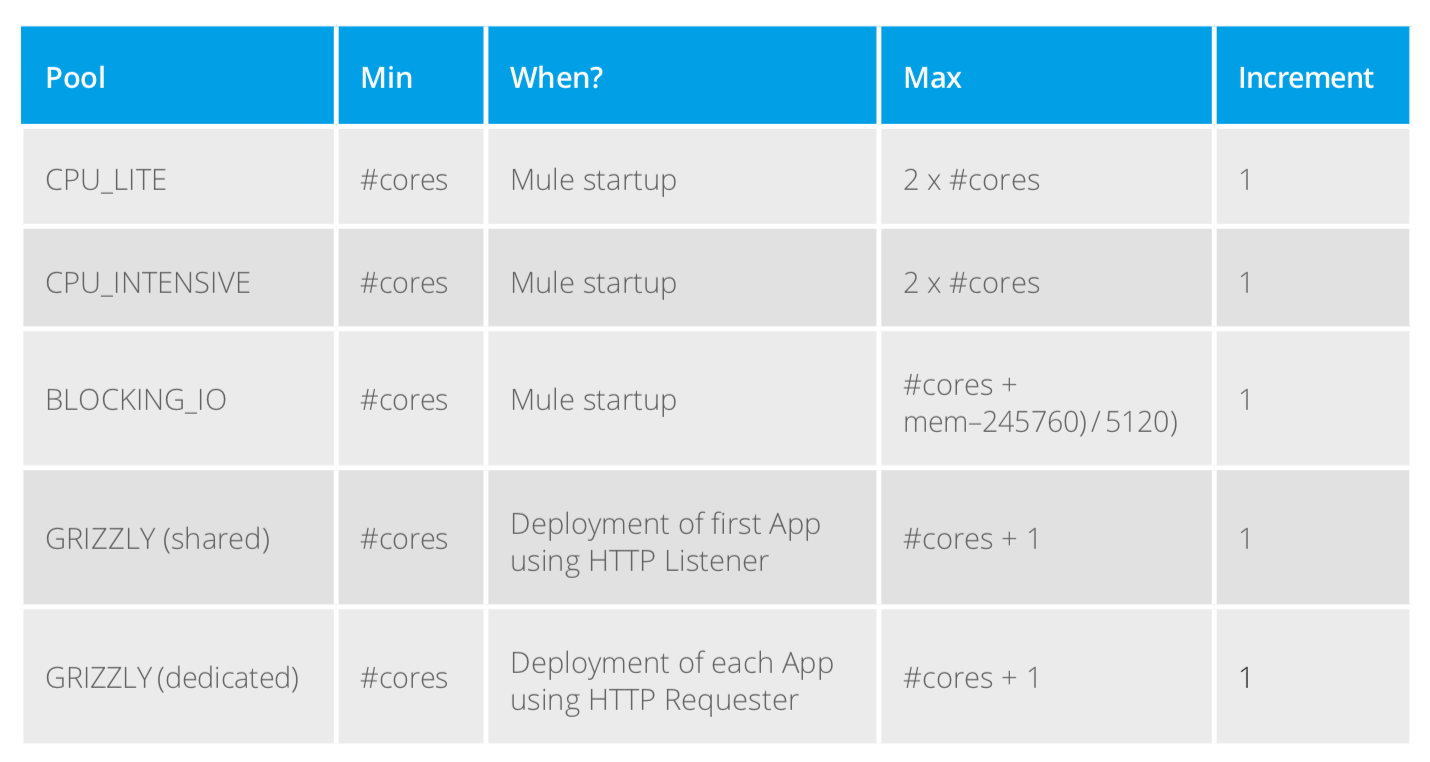 Pool Min When? Max Increment
CPU_LITE #cores Mule startup 2 x #cores 1
CPU_INTENSIVE #cores Mule startup 2 x #cores 1
BLOCKING_IO #cores Mule startup #cores +
mem–245760) / 5120) 1
GRIZZLY (shared) #cores Deployment of first App
using HTTP Listener #cores + 1 1
GRIZZLY (dedicated) #cores Deployment of each App
using HTTP Requester #cores + 1 1